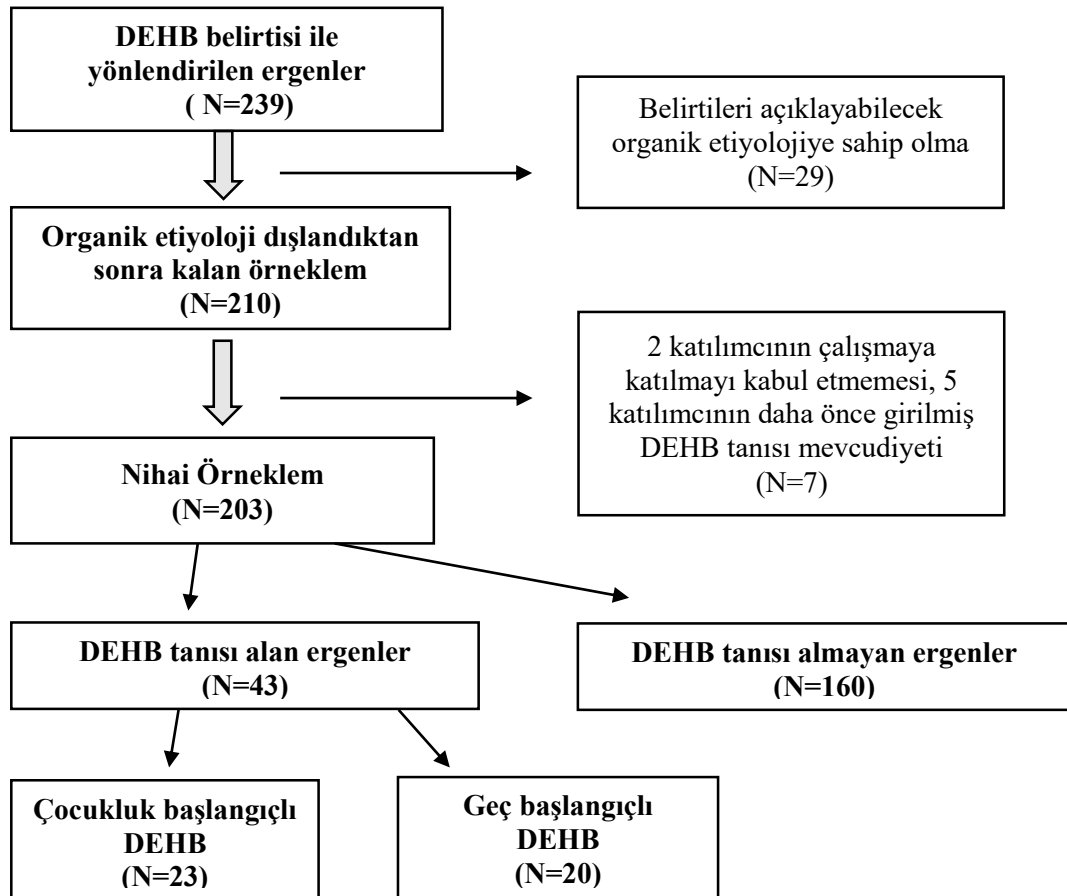 DEHB belirtisi ile
yönlendirilen ergenler
( N=239)
Belirtileri açıklayabilecek
organik etiyolojiye sahip olma
(N=29)
Organik etiyoloji dışlandıktan
sonra kalan örneklem
(N=210)
2 katılımcının çalışmaya
katılmayı kabul etmemesi, 5
katılımcının daha önce girilmiş
DEHB tanısı mevcudiyeti
(N=7)
Nihai Örneklem
(N=203)
DEHB tanısı alan ergenler
(N=43)
DEHB tanısı almayan ergenler
(N=160)
Çocukluk başlangıçlı
DEHB
(N=23)
Geç başlangıçlı
DEHB
(N=20)